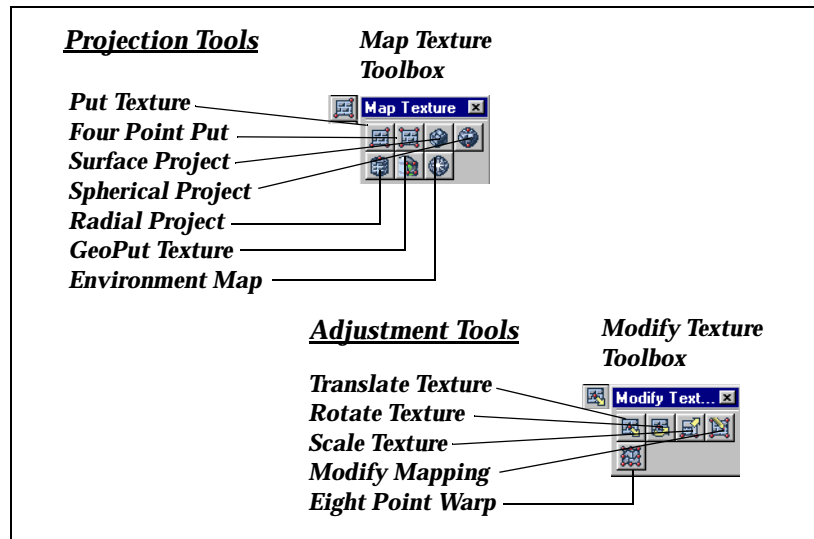 Projection Tools
Map Texture
Toolbox
Put Texture
Four Point Put
Surface Project
Spherical Project
Radial Project
GeoPut Texture
Environment Map
Map Texture
Adjustment Tools
Modify Texture
Toolbox
Translate Texture
Rotate Texture
Scale Texture
Modify Mapping
Eight Point Warp
Modify Text...